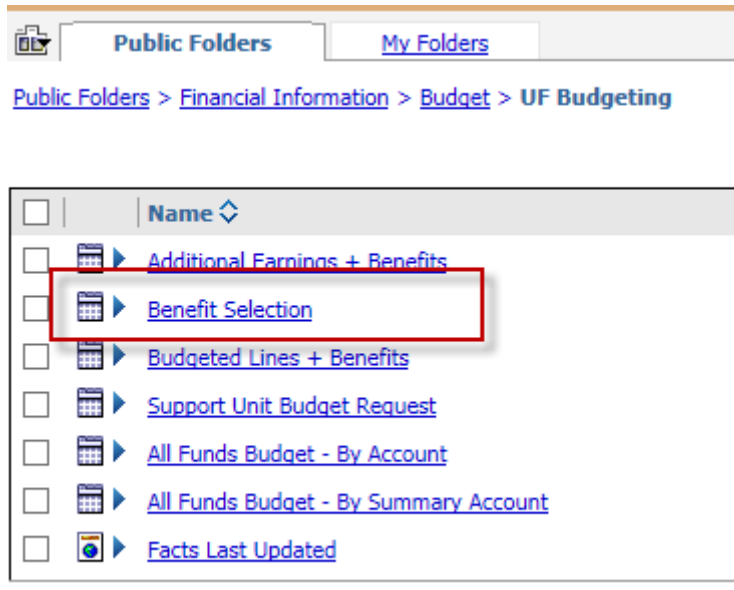 Public Folders My Folders
Public Folders > Financial Information > Budget > UF Budgeting
Name
Additional Earnings + Benefits
Benefit Selection
Budgeted Lines + Benefits
Support Unit Budget Request
All Funds Budget - By Account
All Funds Budget - By Summary Account
Facts Last Updated